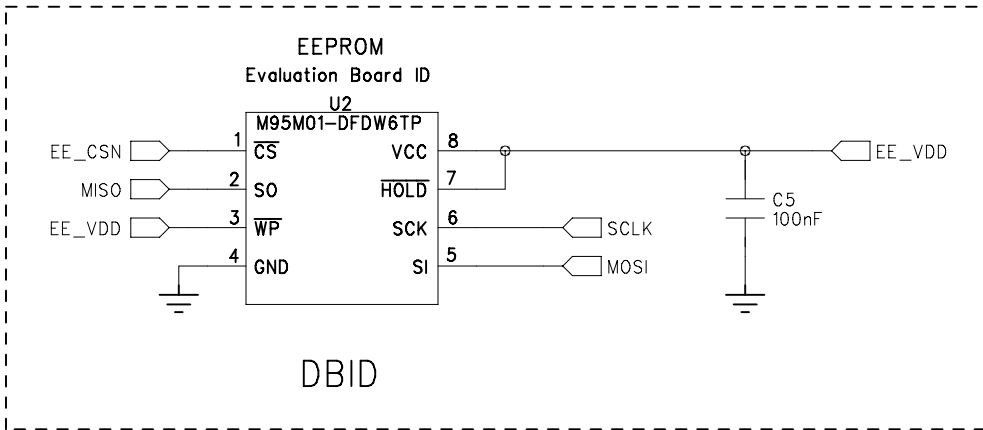 EEPROM
Evaluation Board ID
U2
M95M01-DFDW6TP
EE_CSN 1 CS VCC 8 EE_VDD
MISO 2 SO HOLD 7
EE_VDD 3 WP SCK 6 SCLK
4 GND SI 5 MOSI
C5
100nF
DBID